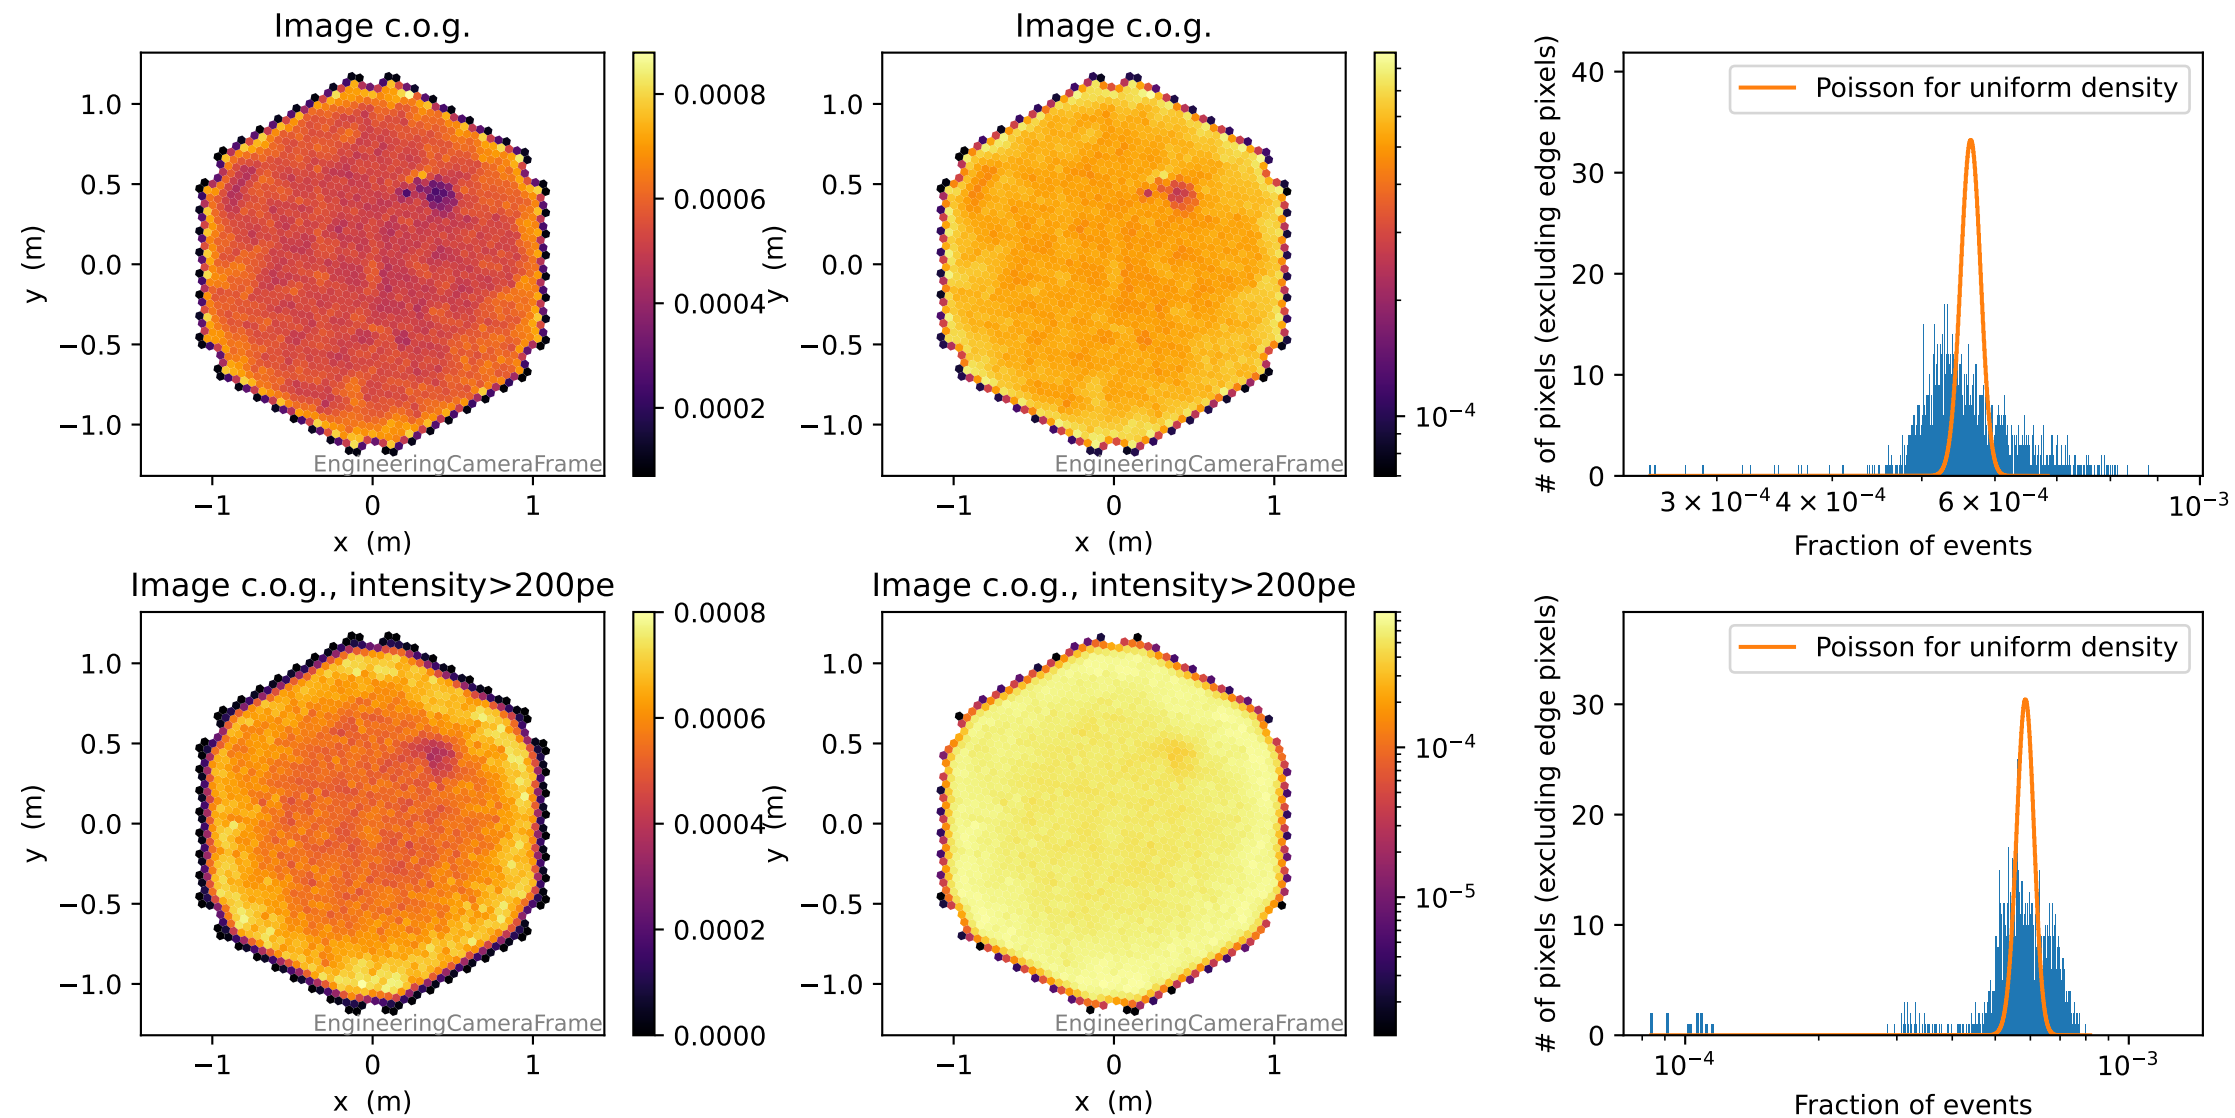 Image c.o.g.
1.0
0.5
0.0
−0.5
−1.0
y (m)
−1 0 1
x (m)
EngineeringCameraFrame
0.0008
0.0006
0.0004
0.0002
Image c.o.g.
1.0
0.5
0.0
−0.5
−1.0
y (m)
−1 0 1
x (m)
EngineeringCameraFrame
10⁻⁴
40
30
20
10
0
# of pixels (excluding edge pixels)
Poisson for uniform density
3 × 10⁻⁴ 4 × 10⁻⁴ 6 × 10⁻⁴ 10⁻³
Fraction of events
Image c.o.g., intensity>200pe
1.0
0.5
0.0
−0.5
−1.0
y (m)
−1 0 1
x (m)
EngineeringCameraFrame
0.0008
0.0006
0.0004
0.0002
0.0000
Image c.o.g., intensity>200pe
1.0
0.5
0.0
−0.5
−1.0
y (m)
−1 0 1
x (m)
EngineeringCameraFrame
10⁻⁴
10⁻⁵
30
20
10
0
# of pixels (excluding edge pixels)
Poisson for uniform density
10⁻⁴ 10⁻³
Fraction of events